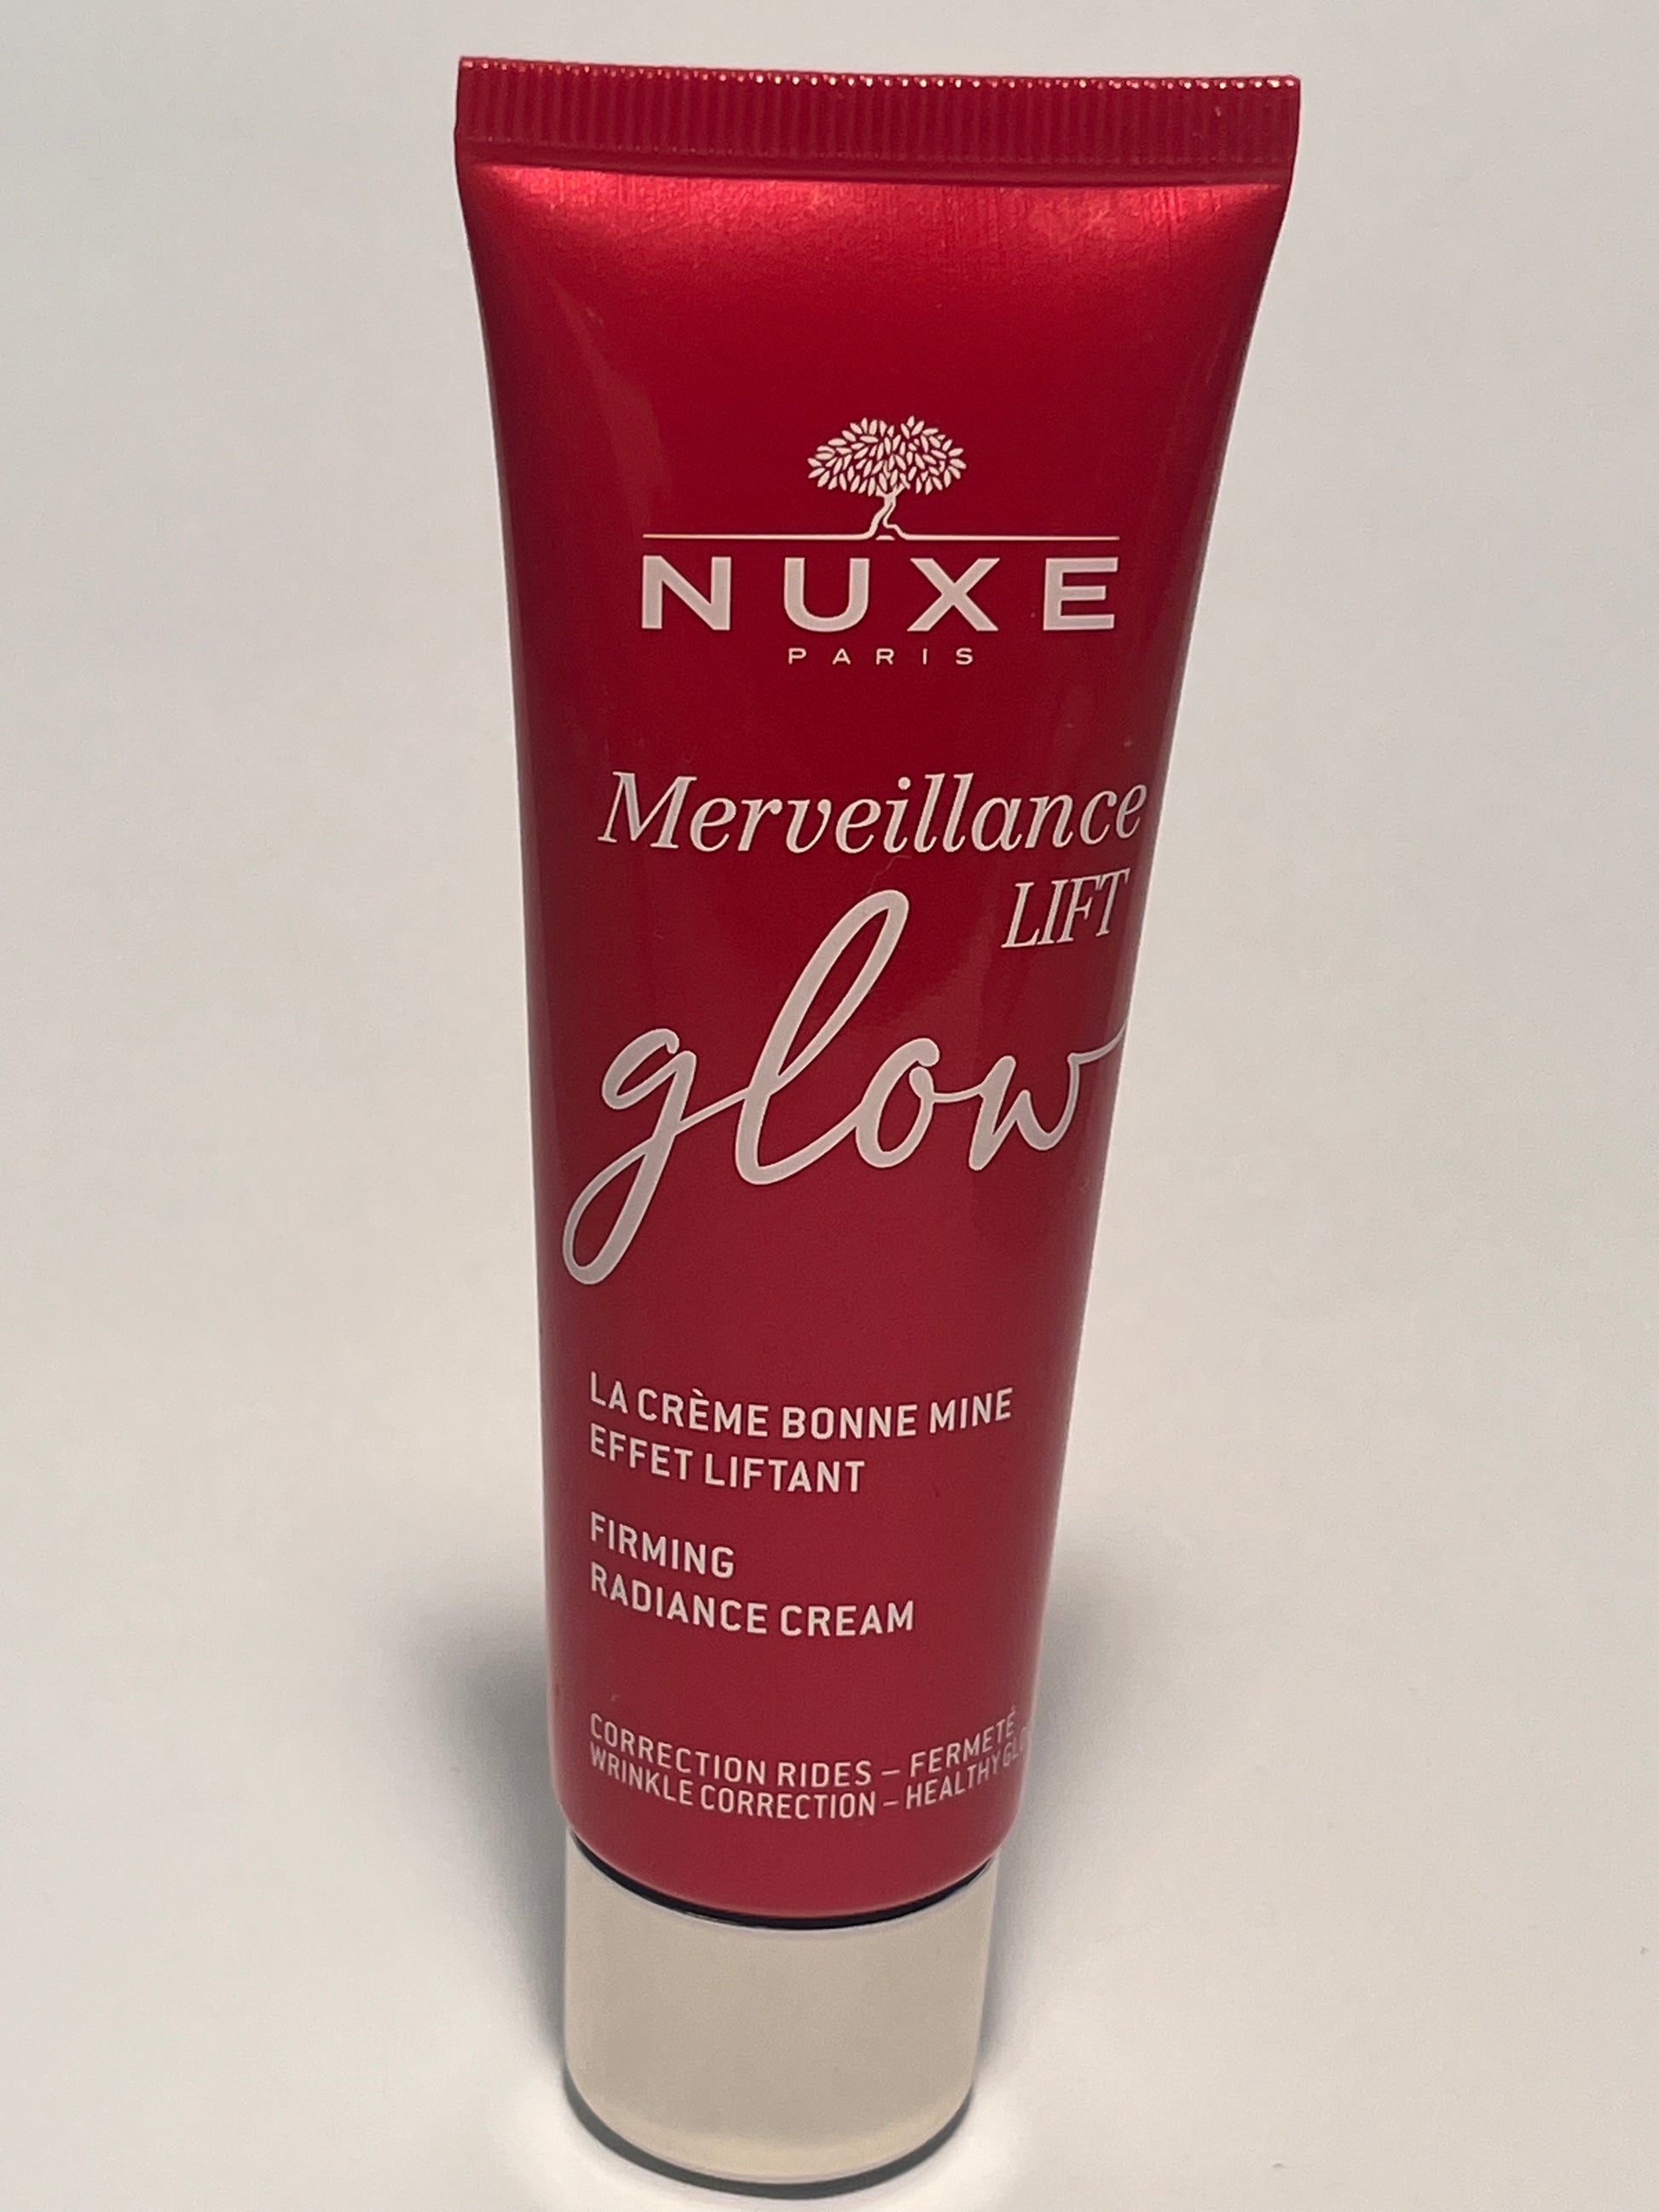 NUXE
PARIS
Merveillance
LIFT
glow
LA CRÈME BONNE MINE
EFFET LIFTANT
FIRMING
RADIANCE CREAM
CORRECTION RIDES – FERMETÉ
WRINKLE CORRECTION – HEALTHY